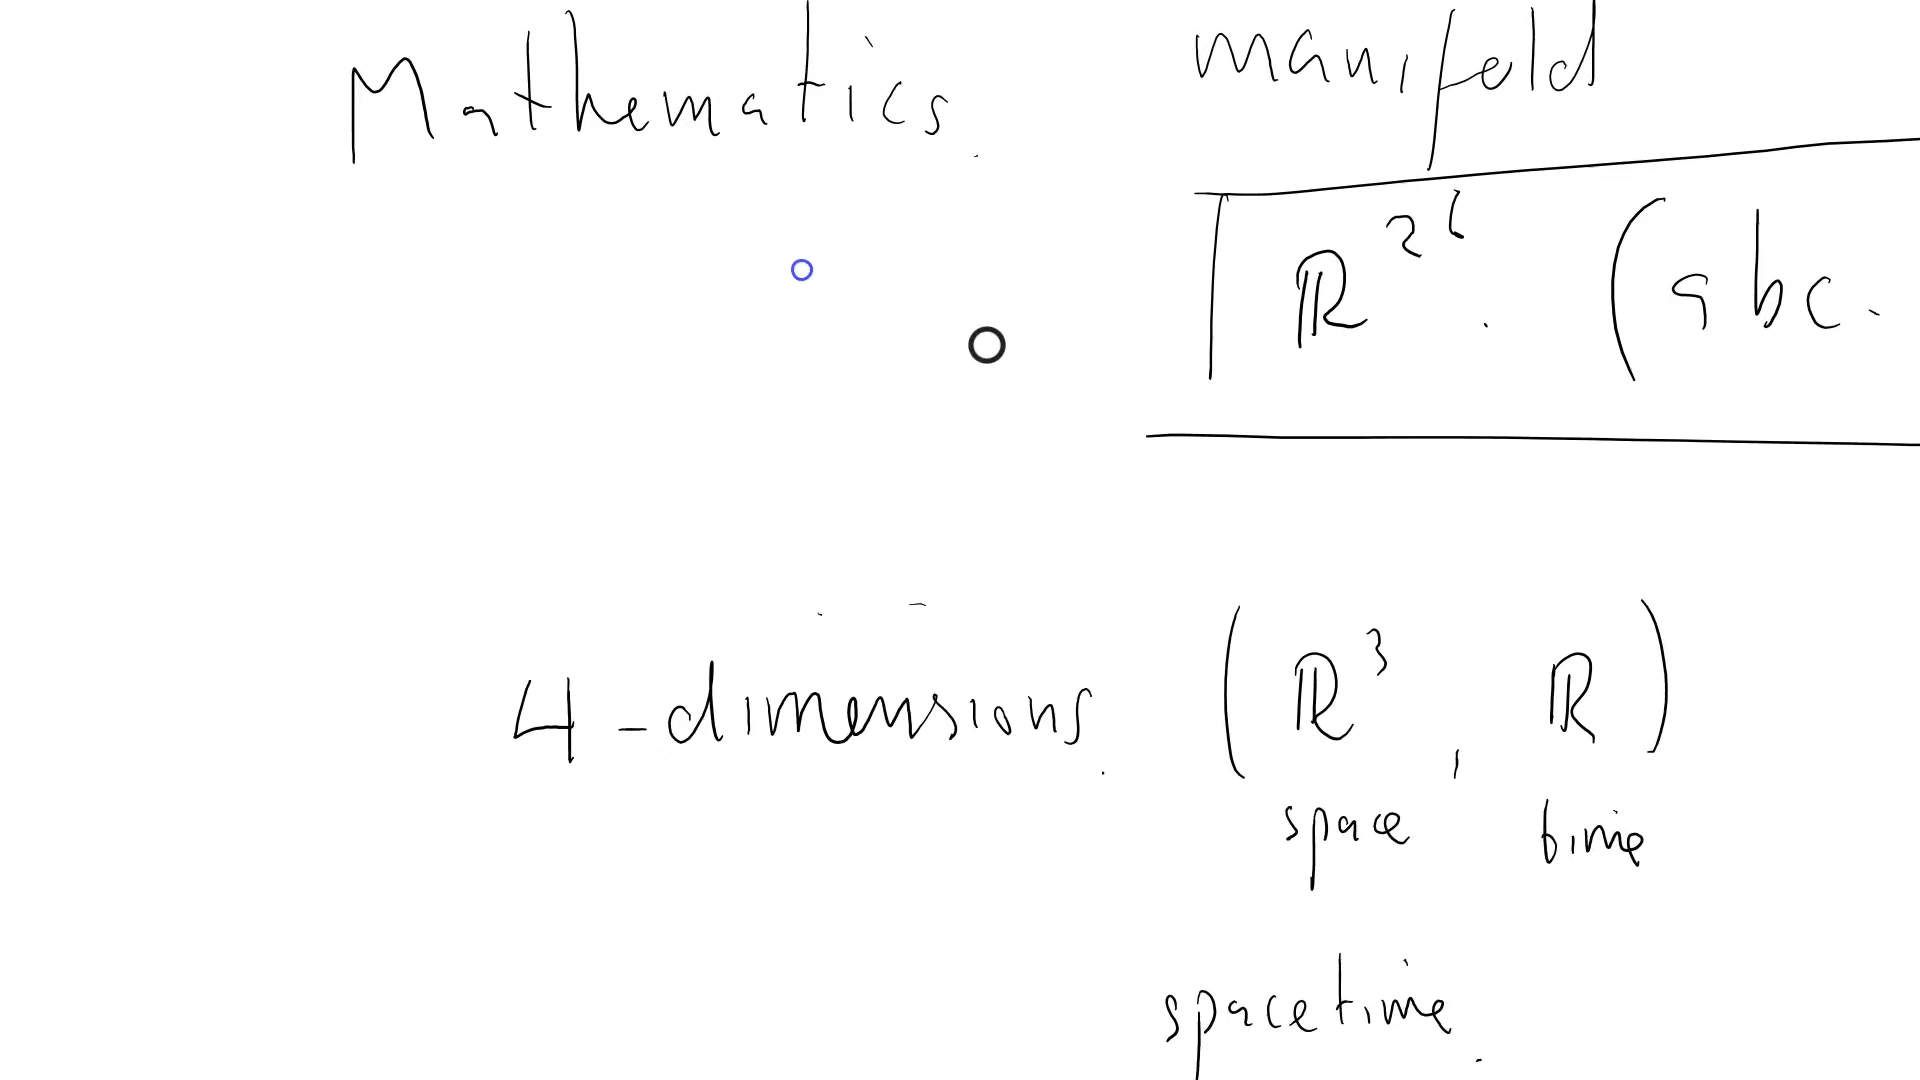 Mathematics. manifold
ℝ²⁶. (abc.
4-dimensions. (ℝ³, ℝ)
space time
spacetime.